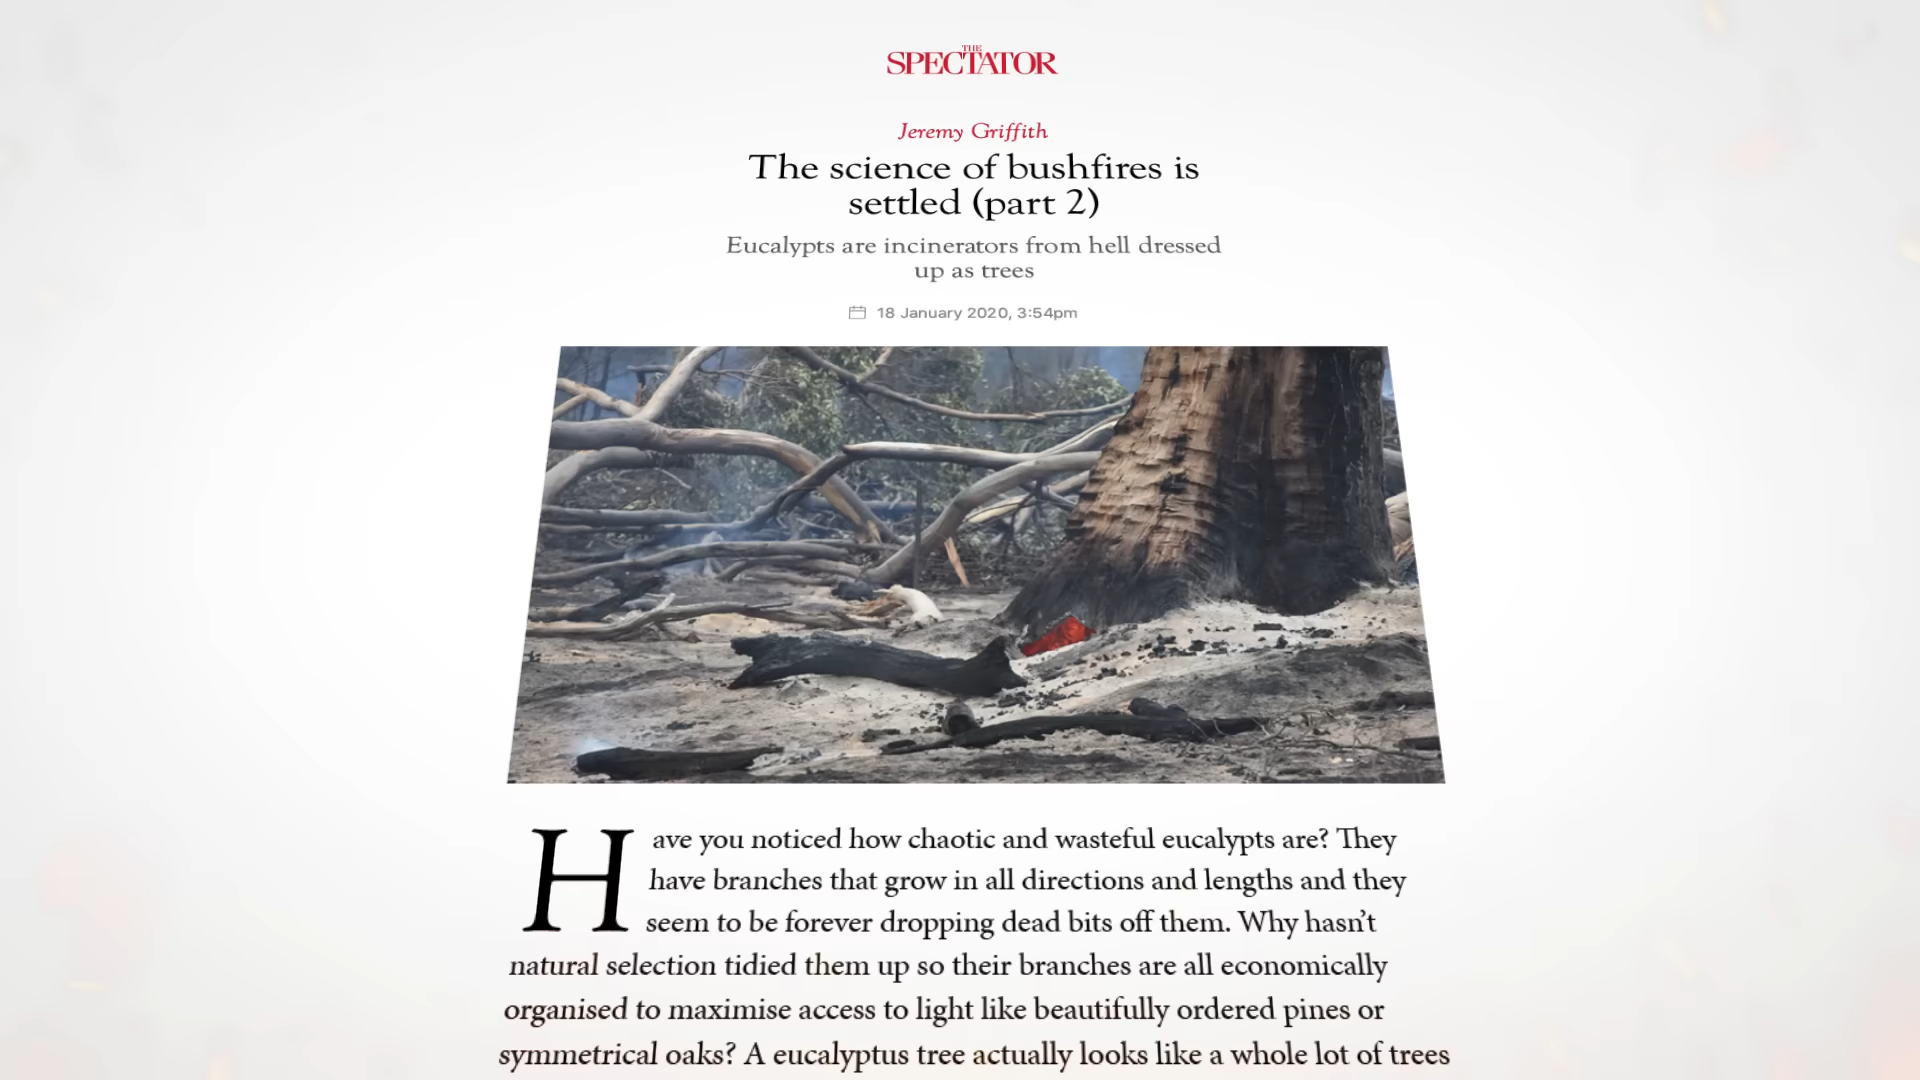 THE
SPECTATOR
Jeremy Griffith
The science of bushfires is
settled (part 2)
Eucalypts are incinerators from hell dressed
up as trees
18 January 2020, 3:54pm
Have you noticed how chaotic and wasteful eucalypts are? They
have branches that grow in all directions and lengths and they
seem to be forever dropping dead bits off them. Why hasn’t
natural selection tidied them up so their branches are all economically
organised to maximise access to light like beautifully ordered pines or
symmetrical oaks? A eucalyptus tree actually looks like a whole lot of trees